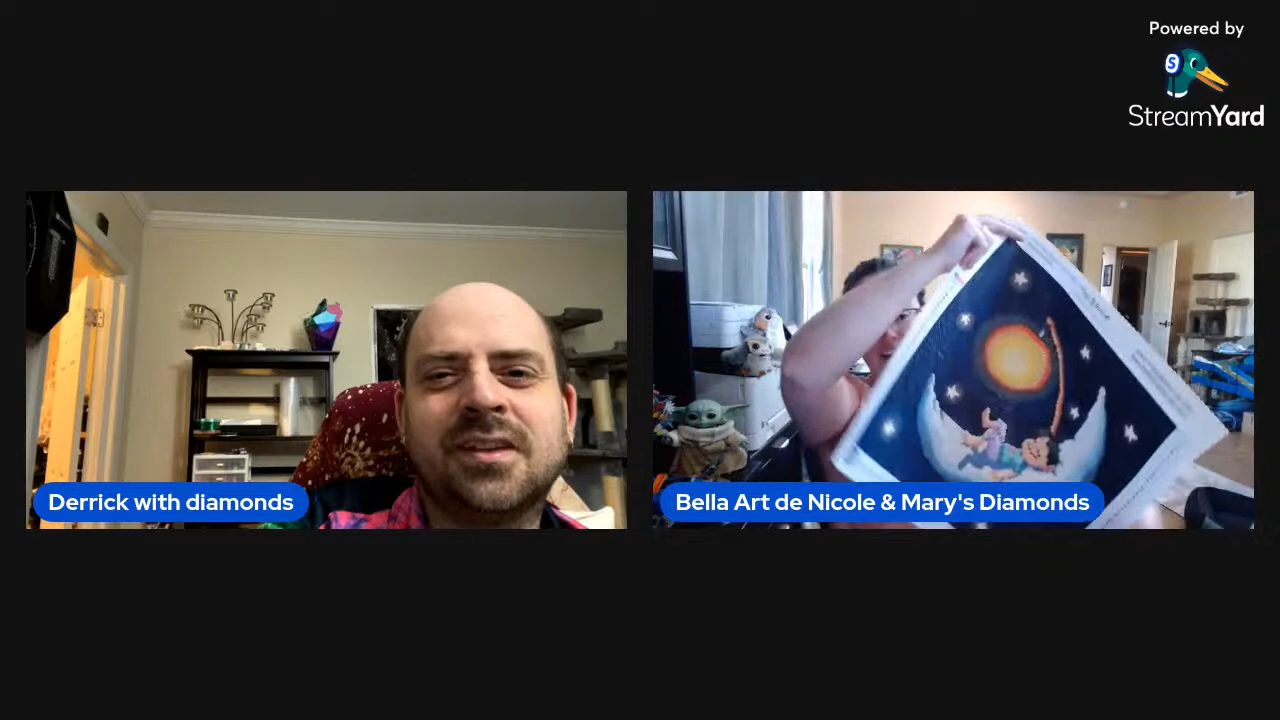 Powered by
S
StreamYard
Derrick with diamonds
Bella Art de Nicole & Mary's Diamonds